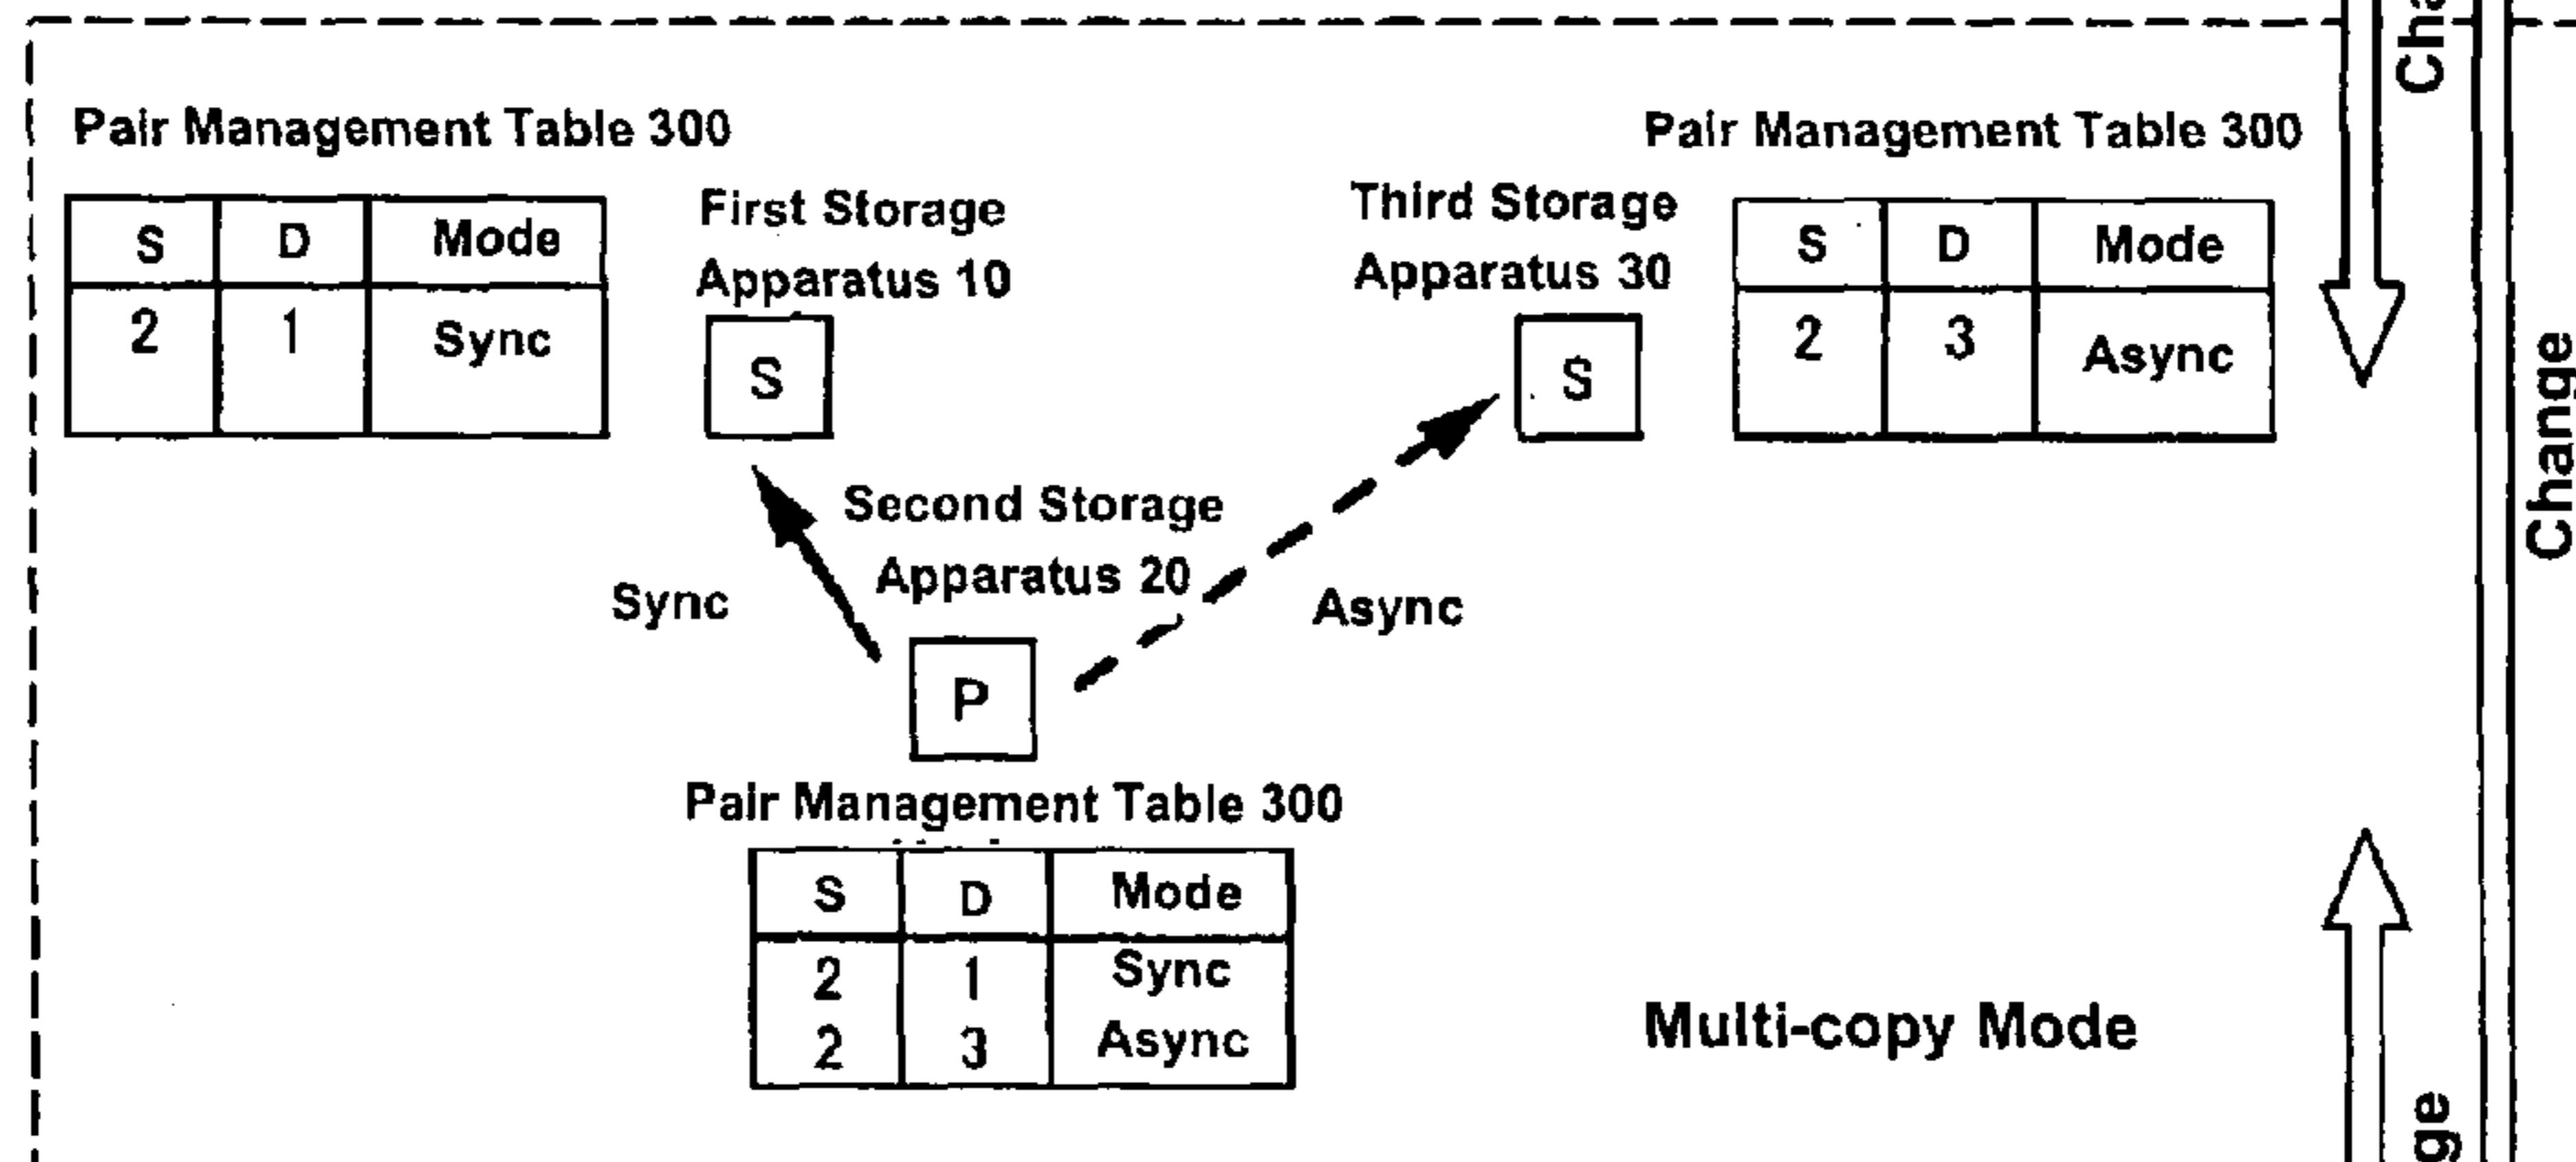 Pair Management Table 300
S D Mode
2 1 Sync
First Storage
Apparatus 10
S
Third Storage
Apparatus 30
S
Pair Management Table 300
S D Mode
2 3 Async
Sync
Second Storage
Apparatus 20
Async
P
Pair Management Table 300
S D Mode
2 1 Sync
2 3 Async
Multi-copy Mode
Change